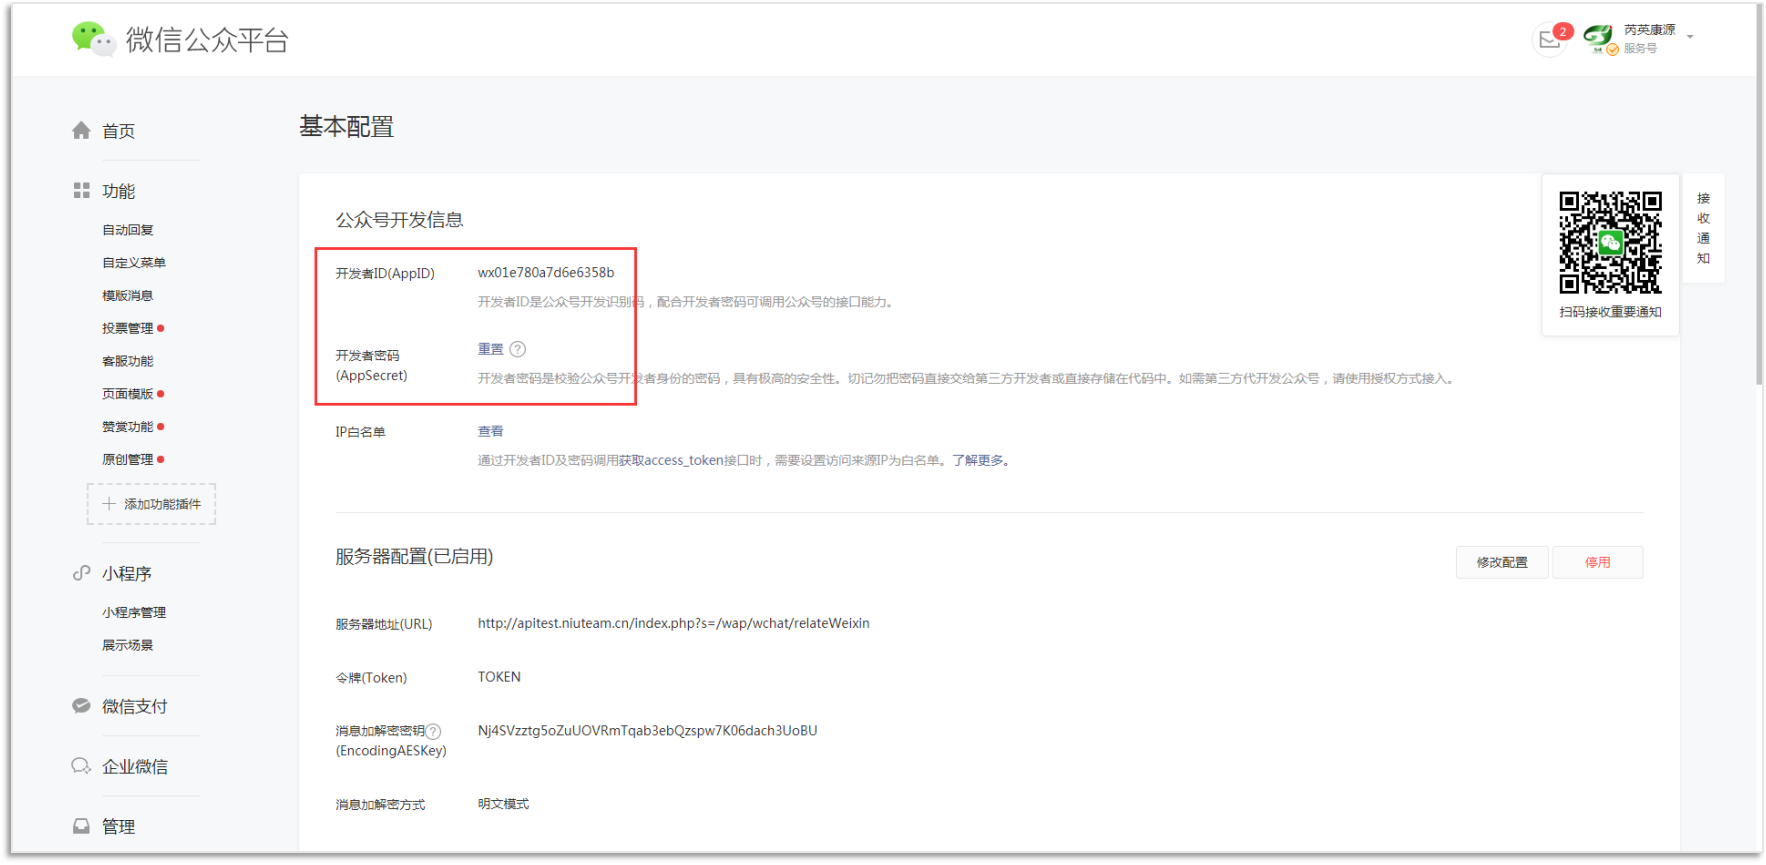 微信公众平台
2
芮英康源
服务号
首页
功能
自动回复
自定义菜单
模版消息
投票管理
客服功能
页面模版
赞赏功能
原创管理
添加功能插件
小程序
小程序管理
展示场景
微信支付
企业微信
管理
基本配置
公众号开发信息
开发者ID(AppID) wx01e780a7d6e6358b
开发者ID是公众号开发识别码，配合开发者密码可调用公众号的接口能力。
开发者密码
(AppSecret)
重置 ?
开发者密码是校验公众号开发者身份的密码，具有极高的安全性。切记勿把密码直接交给第三方开发者或直接存储在代码中。如需第三方代开发公众号，请使用授权方式接入。
IP白名单 查看
通过开发者ID及密码调用获取access_token接口时，需要设置访问来源IP为白名单。了解更多。
服务器配置(已启用)
修改配置 停用
服务器地址(URL) http://apitest.niuteam.cn/index.php?s=/wap/wchat/relateWeixin
令牌(Token) TOKEN
消息加解密密钥 ?
(EncodingAESKey)
Nj4SVzztg5oZuUOVRmTqab3ebQzspw7K06dach3UoBU
消息加解密方式 明文模式
扫码接收重要通知
接
收
通
知